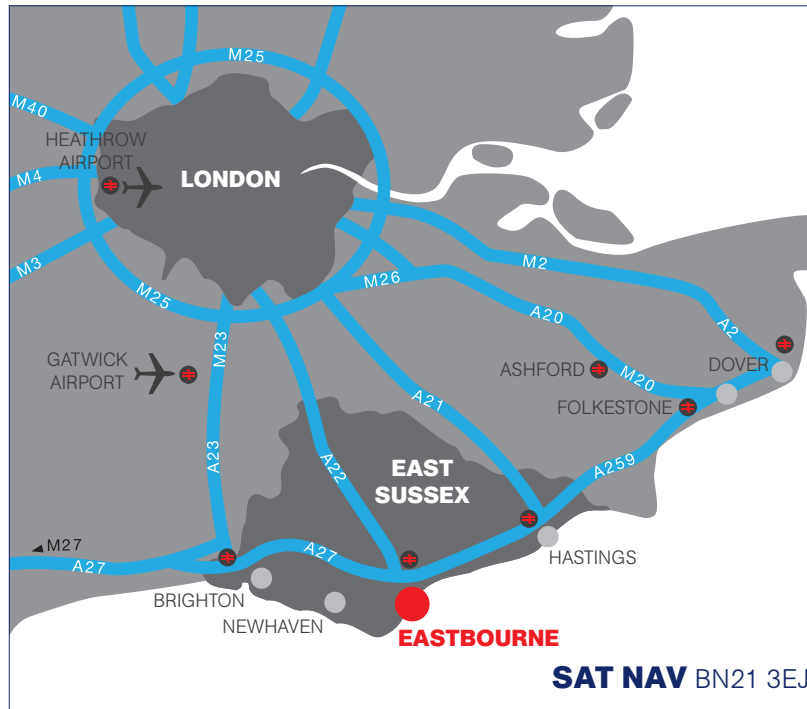 M25
M40
HEATHROW
AIRPORT
M4
LONDON
M3
M25
M26
M2
A20
A2
M23
GATWICK
AIRPORT
ASHFORD
M20
DOVER
A21
FOLKESTONE
A23
A22
EAST
SUSSEX
A259
M27
A27
A27
HASTINGS
BRIGHTON
NEWHAVEN
EASTBOURNE
SAT NAV BN21 3EJ